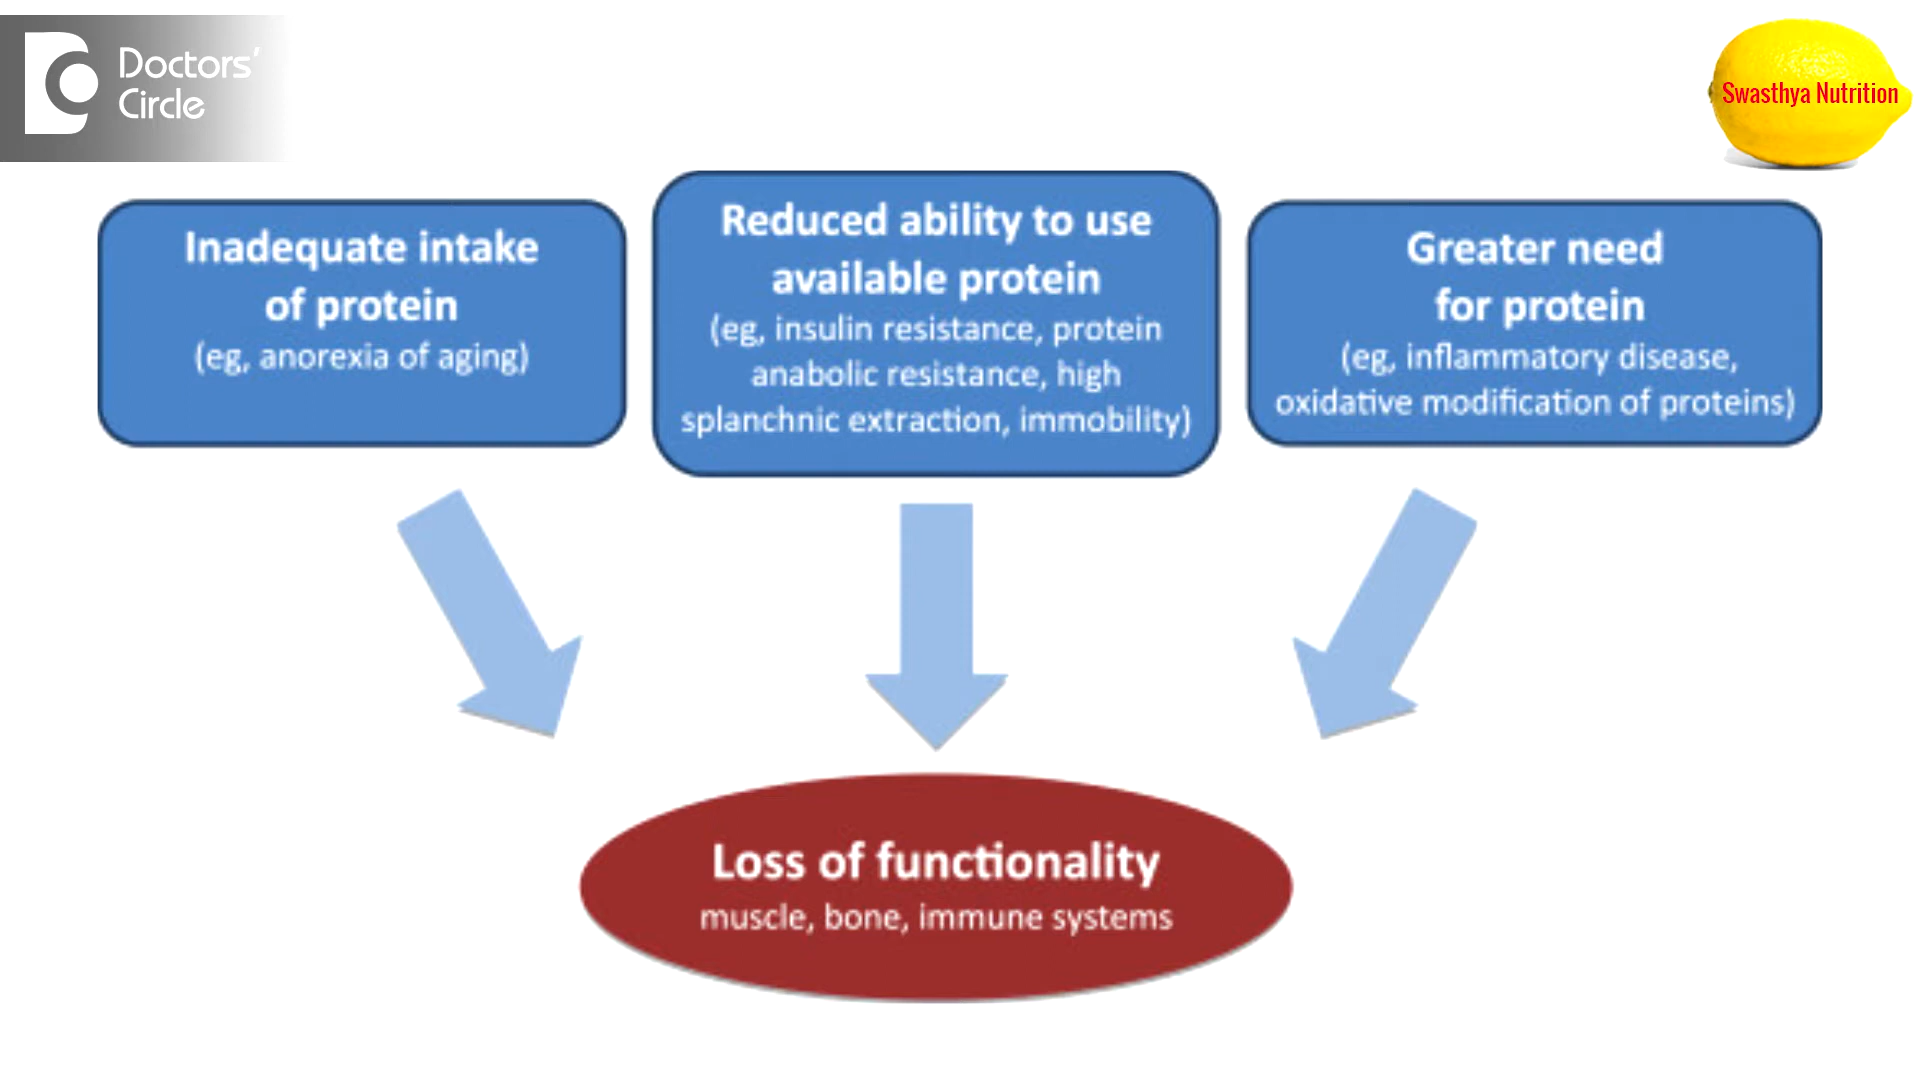 Doctors'
Circle
Swasthya Nutrition
Inadequate intake
of protein
(eg, anorexia of aging)
Reduced ability to use
available protein
(eg, insulin resistance, protein
anabolic resistance, high
splanchnic extraction, immobility)
Greater need
for protein
(eg, inflammatory disease,
oxidative modification of proteins)
Loss of functionality
muscle, bone, immune systems